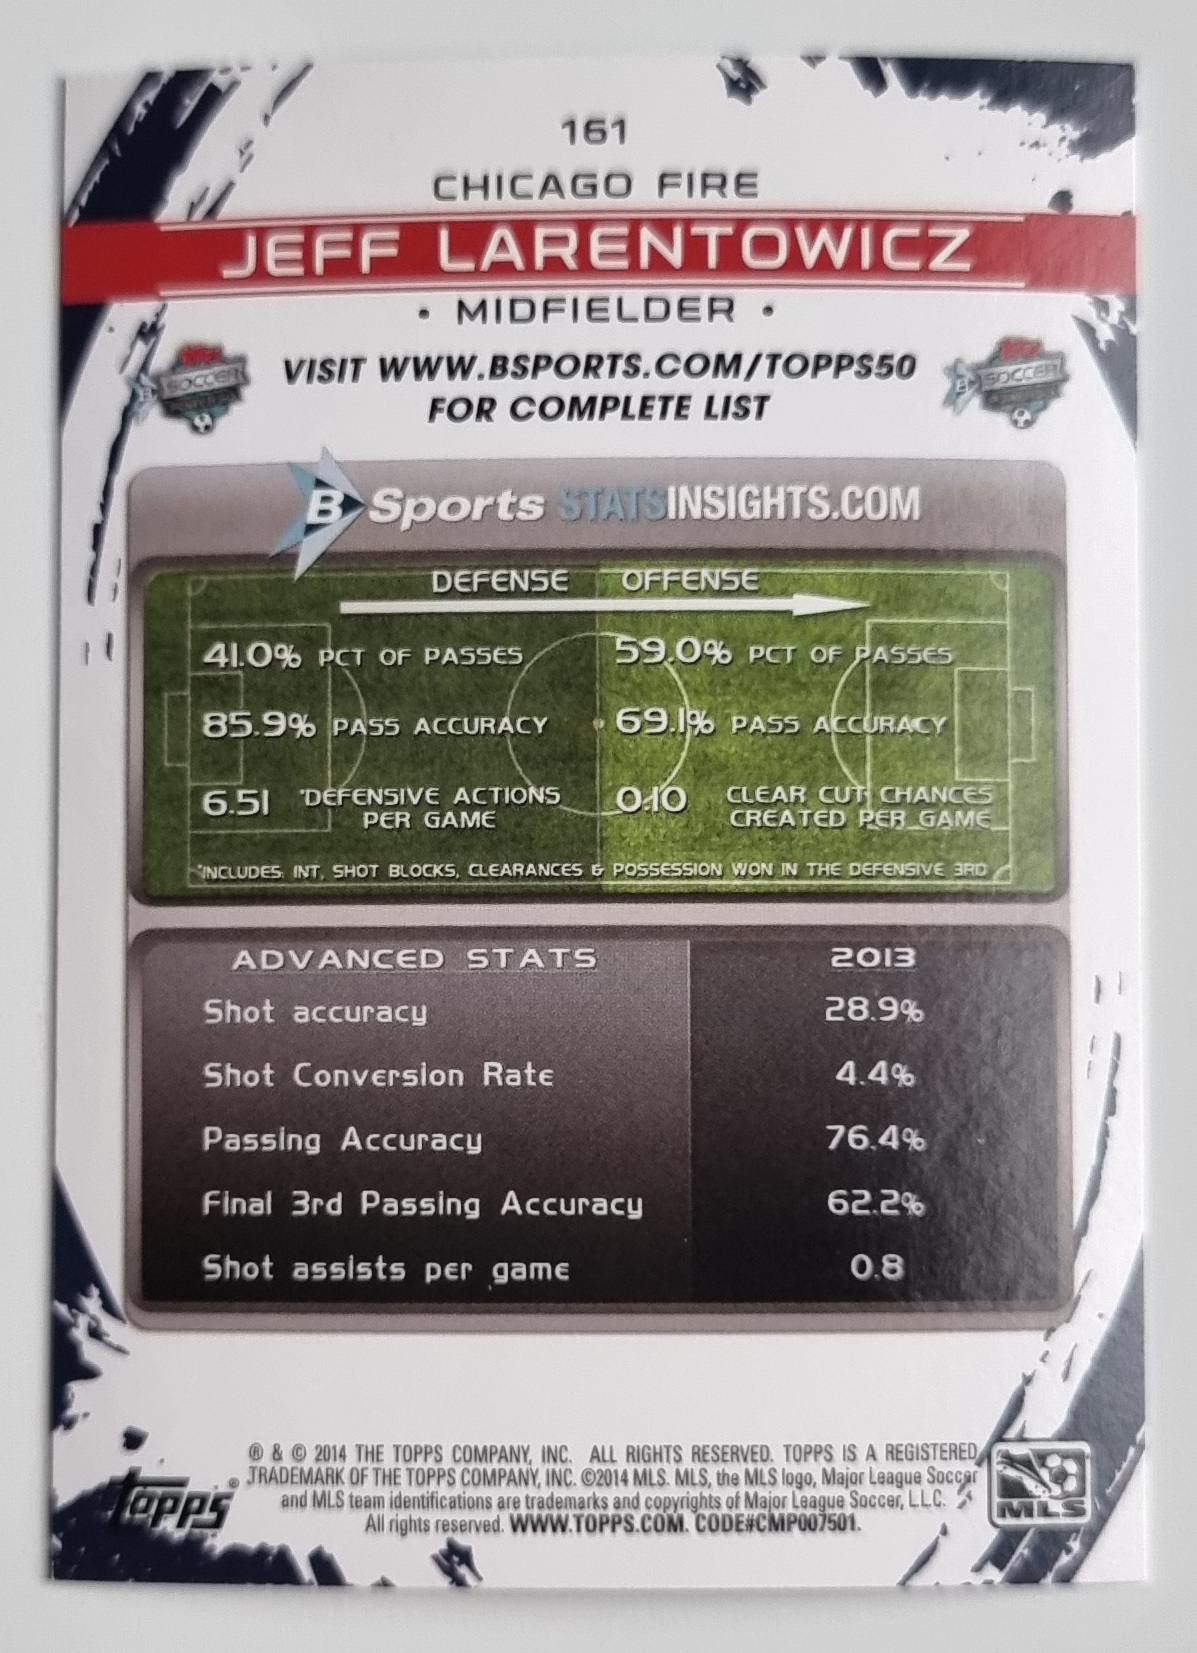 161
CHICAGO FIRE
JEFF LARENTOWICZ
• MIDFIELDER •
VISIT WWW.BSPORTS.COM/TOPPS50
FOR COMPLETE LIST
SOCCER
SOCCER
B Sports STATSINSIGHTS.COM
DEFENSE OFFENSE
41.0% PCT OF PASSES 59.0% PCT OF PASSES
85.9% PASS ACCURACY 69.1% PASS ACCURACY
6.51 *DEFENSIVE ACTIONS PER GAME 0.10 CLEAR CUT CHANCES CREATED PER GAME
*INCLUDES: INT, SHOT BLOCKS, CLEARANCES & POSSESSION WON IN THE DEFENSIVE 3RD
ADVANCED STATS 2013
Shot accuracy 28.9%
Shot Conversion Rate 4.4%
Passing Accuracy 76.4%
Final 3rd Passing Accuracy 62.2%
Shot assists per game 0.8
® & © 2014 THE TOPPS COMPANY, INC. ALL RIGHTS RESERVED. TOPPS IS A REGISTERED
TRADEMARK OF THE TOPPS COMPANY, INC. ©2014 MLS. MLS, the MLS logo, Major League Soccer
and MLS team identifications are trademarks and copyrights of Major League Soccer, L.L.C.
All rights reserved. WWW.TOPPS.COM. CODE#CMP007501.
Topps®
MLS